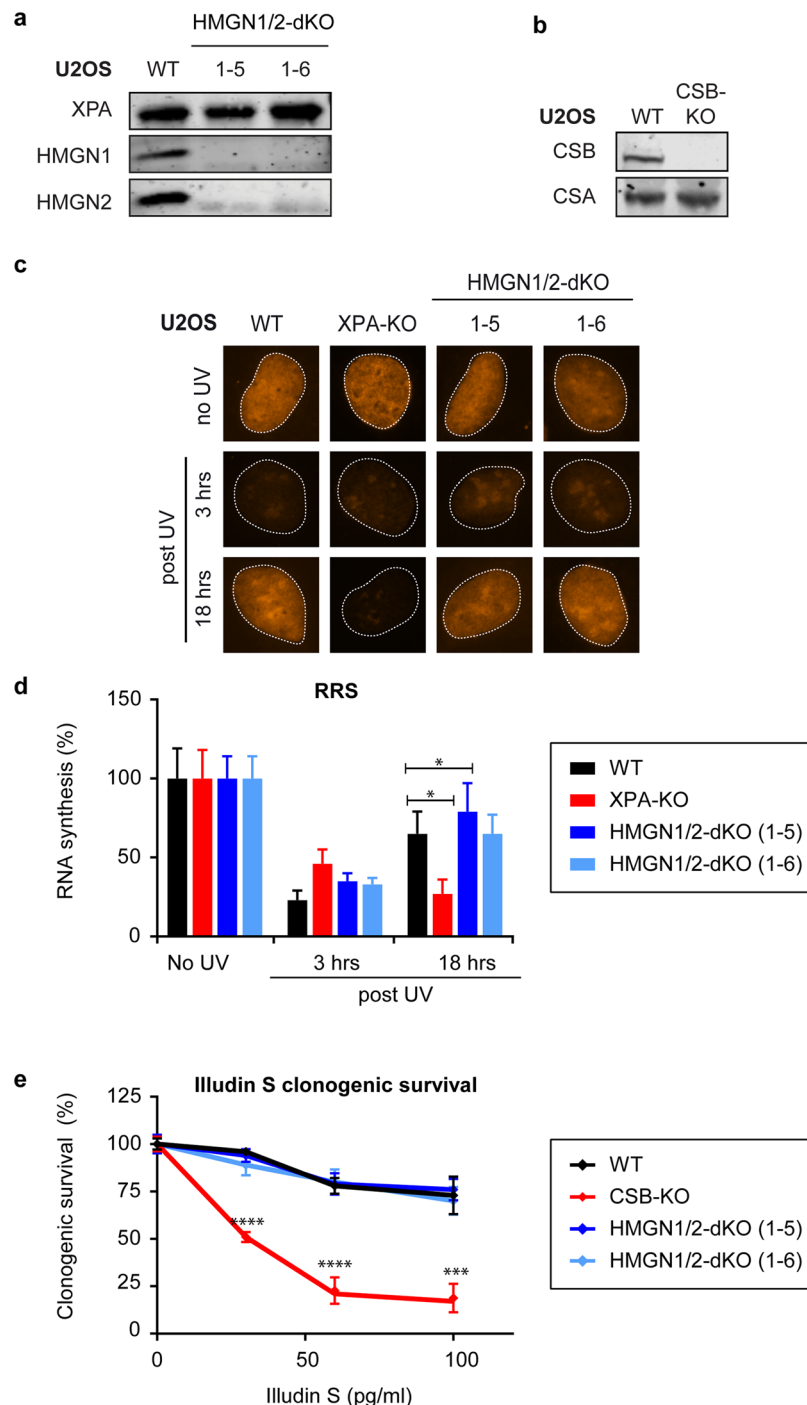 a
HMGN1/2-dKO
U2OS WT 1-5 1-6
XPA
HMGN1
HMGN2
b
U2OS WT CSB-
KO
CSB
CSA
c
HMGN1/2-dKO
U2OS WT XPA-KO 1-5 1-6
no UV
post UV
3 hrs
18 hrs
d
RRS
RNA synthesis (%)
150
100
50
0
* 
*
No UV 3 hrs 18 hrs
post UV
WT
XPA-KO
HMGN1/2-dKO (1-5)
HMGN1/2-dKO (1-6)
e
Illudin S clonogenic survival
Clonogenic survival (%)
125
100
75
50
25
0
****
****
***
0 50 100
Illudin S (pg/ml)
WT
CSB-KO
HMGN1/2-dKO (1-5)
HMGN1/2-dKO (1-6)